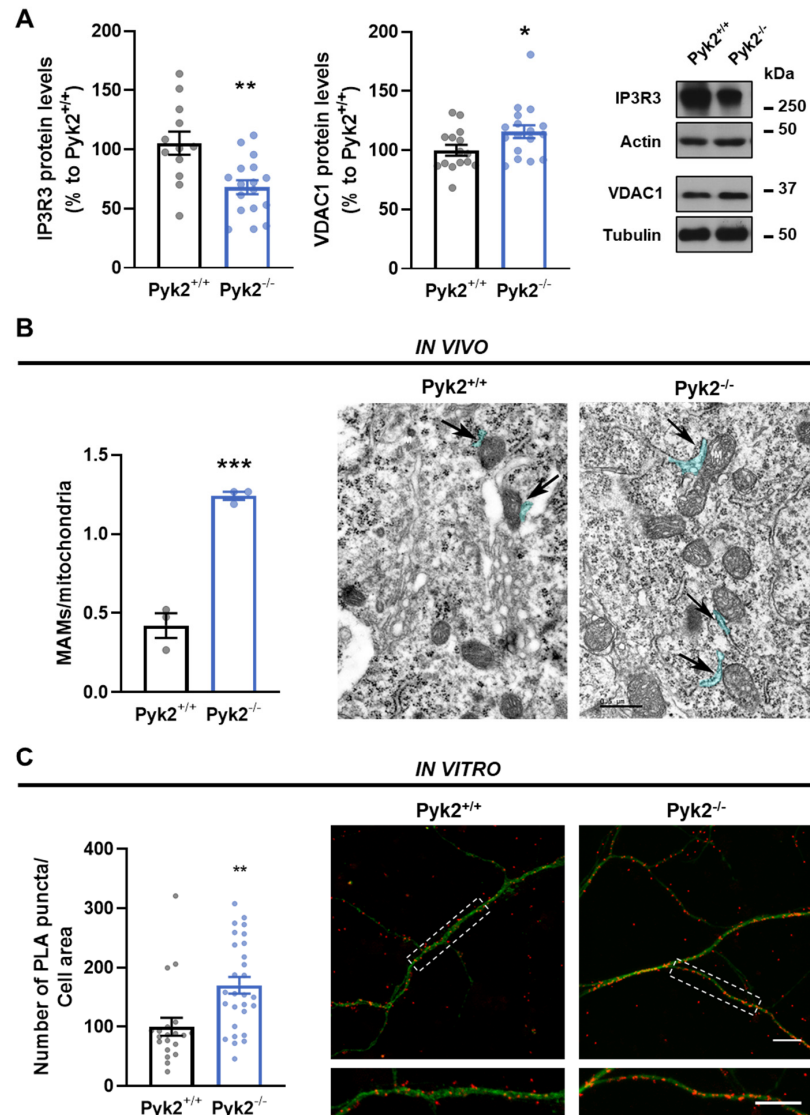 A
IP3R3 protein levels
(% to Pyk2+/+)
200
150
100
50
0
**
Pyk2+/+ Pyk2-/-
VDAC1 protein levels
(% to Pyk2+/+)
200
150
100
50
0
*
Pyk2+/+ Pyk2-/-
Pyk2+/+ Pyk2-/-
kDa
IP3R3
– 250
Actin
– 50
VDAC1
– 37
Tubulin
– 50
B
IN VIVO
MAMs/mitochondria
1.5
1.0
0.5
0.0
***
Pyk2+/+ Pyk2-/-
Pyk2+/+
Pyk2-/-
0.5 µm
C
IN VITRO
Number of PLA puncta/
Cell area
400
300
200
100
0
**
Pyk2+/+ Pyk2-/-
Pyk2+/+
Pyk2-/-